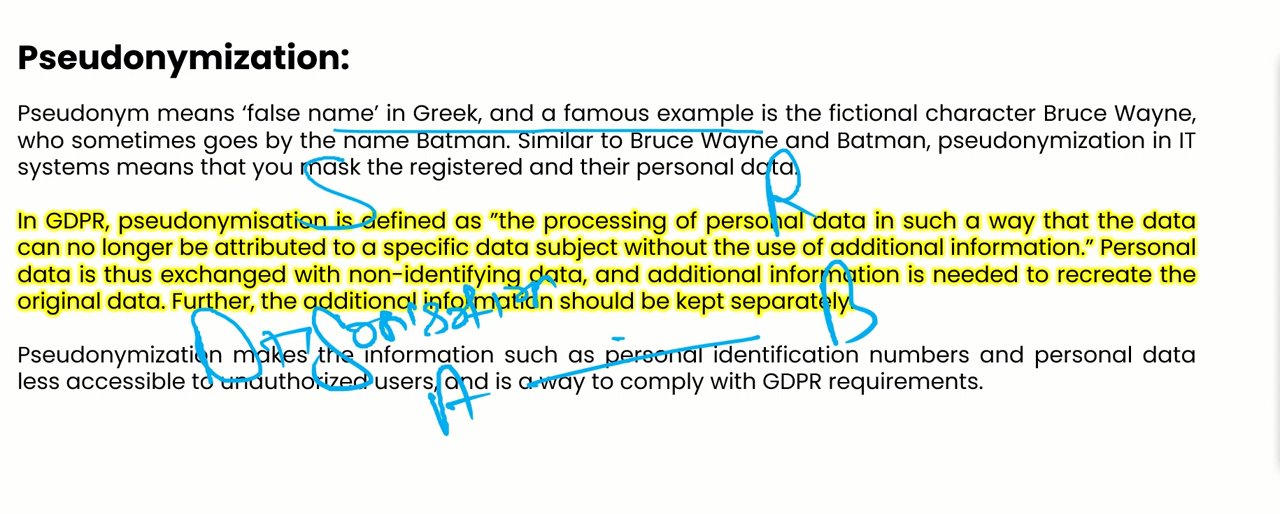 Pseudonymization:
Pseudonym means ‘false name’ in Greek, and a famous example is the fictional character Bruce Wayne,
who sometimes goes by the name Batman. Similar to Bruce Wayne and Batman, pseudonymization in IT
systems means that you mask the registered and their personal data.
S
R
In GDPR, pseudonymisation is defined as ”the processing of personal data in such a way that the data
can no longer be attributed to a specific data subject without the use of additional information.” Personal
data is thus exchanged with non-identifying data, and additional information is needed to recreate the
original data. Further, the additional information should be kept separately.
Organisation
B
Pseudonymization makes the information such as personal identification numbers and personal data
less accessible to unauthorized users, and is a way to comply with GDPR requirements.
A